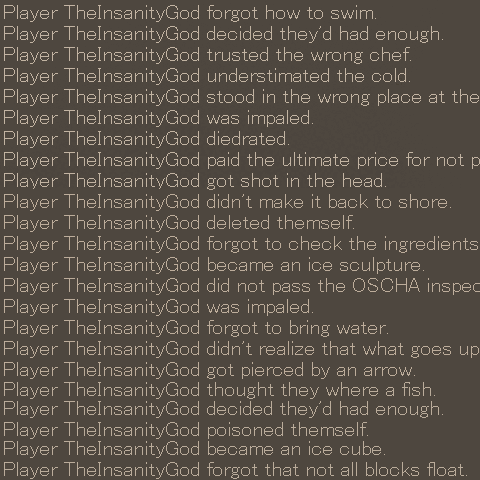 Player TheInsanityGod forgot how to swim.
Player TheInsanityGod decided they'd had enough.
Player TheInsanityGod trusted the wrong chef.
Player TheInsanityGod understimated the cold.
Player TheInsanityGod stood in the wrong place at the
Player TheInsanityGod was impaled.
Player TheInsanityGod diedrated.
Player TheInsanityGod paid the ultimate price for not p
Player TheInsanityGod got shot in the head.
Player TheInsanityGod didn't make it back to shore.
Player TheInsanityGod deleted themself.
Player TheInsanityGod forgot to check the ingredients
Player TheInsanityGod became an ice sculpture.
Player TheInsanityGod did not pass the OSCHA inspec
Player TheInsanityGod was impaled.
Player TheInsanityGod forgot to bring water.
Player TheInsanityGod didn't realize that what goes up
Player TheInsanityGod got pierced by an arrow.
Player TheInsanityGod thought they where a fish.
Player TheInsanityGod decided they'd had enough.
Player TheInsanityGod poisoned themself.
Player TheInsanityGod became an ice cube.
Player TheInsanityGod forgot that not all blocks float.